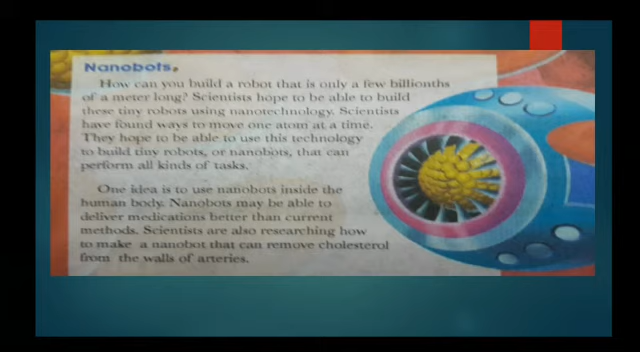 Nanobots.
How can you build a robot that is only a few billionths
of a meter long? Scientists hope to be able to build
these tiny robots using nanotechnology. Scientists
have found ways to move one atom at a time.
They hope to be able to use this technology
to build tiny robots, or nanobots, that can
perform all kinds of tasks.
One idea is to use nanobots inside the
human body. Nanobots may be able to
deliver medications better than current
methods. Scientists are also researching how
to make a nanobot that can remove cholesterol
from the walls of arteries.